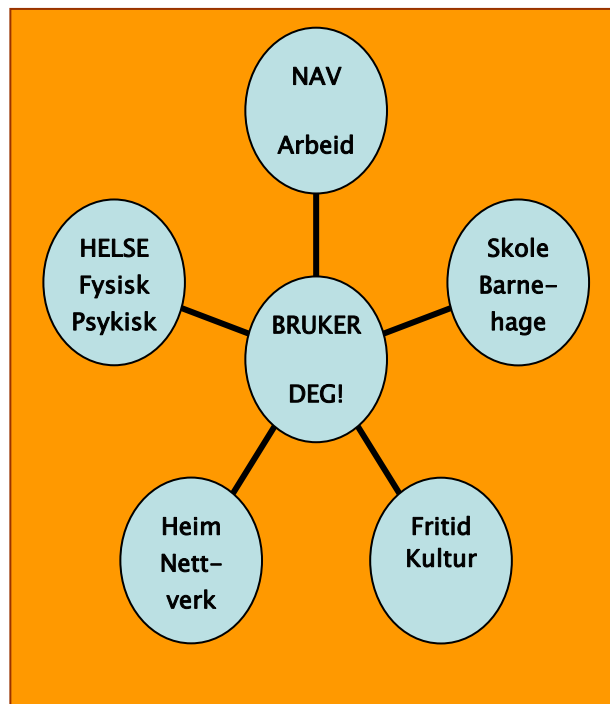 NAV
Arbeid
HELSE
Fysisk
Psykisk
Skole
Barne-
hage
BRUKER
DEG!
Heim
Nett-
verk
Fritid
Kultur